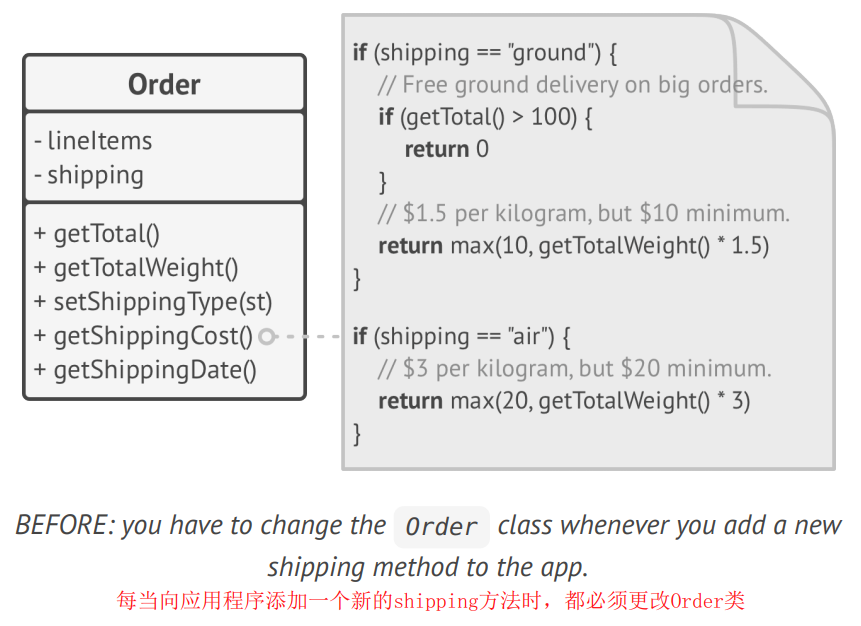 Order
- lineItems
- shipping
+ getTotal()
+ getTotalWeight()
+ setShippingType(st)
+ getShippingCost()
+ getShippingDate()
if (shipping == "ground") {
// Free ground delivery on big orders.
if (getTotal() > 100) {
return 0
}
// $1.5 per kilogram, but $10 minimum.
return max(10, getTotalWeight() * 1.5)
}
if (shipping == "air") {
// $3 per kilogram, but $20 minimum.
return max(20, getTotalWeight() * 3)
}
BEFORE: you have to change the Order class whenever you add a new
shipping method to the app.
每当向应用程序添加一个新的shipping方法时，都必须更改Order类